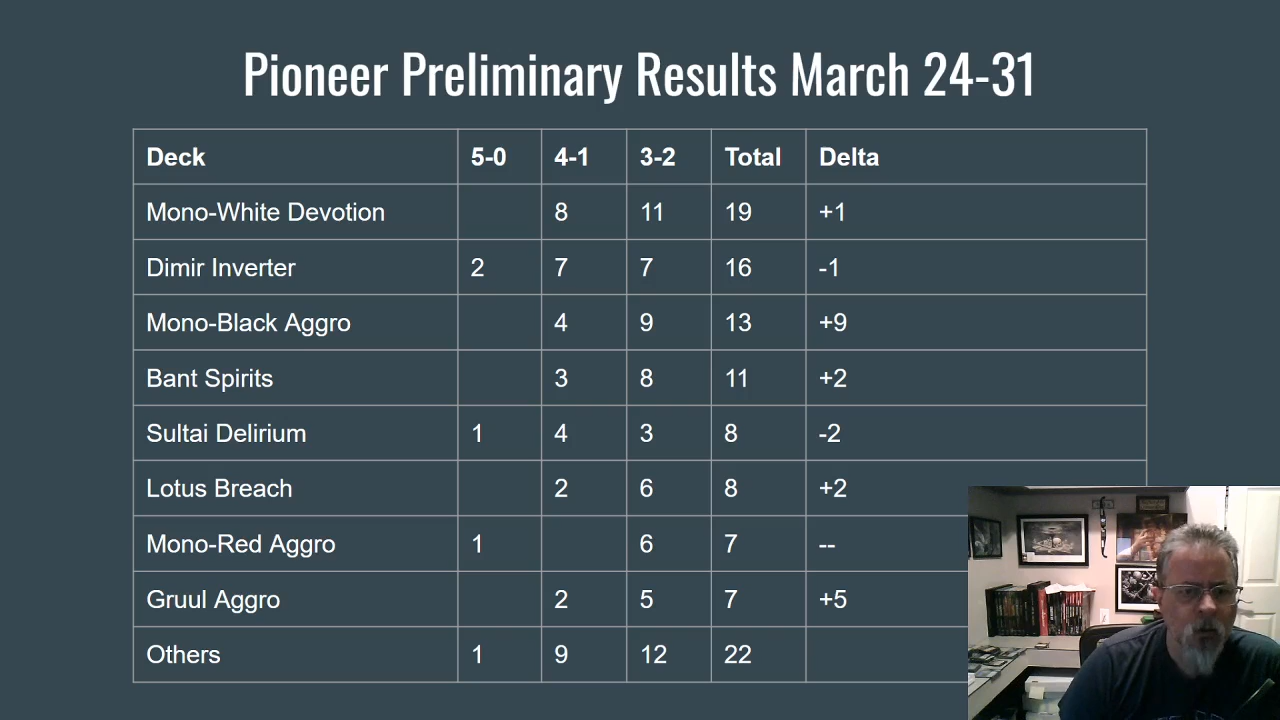 Pioneer Preliminary Results March 24-31
Deck 5-0 4-1 3-2 Total Delta
Mono-White Devotion 8 11 19 +1
Dimir Inverter 2 7 7 16 -1
Mono-Black Aggro 4 9 13 +9
Bant Spirits 3 8 11 +2
Sultai Delirium 1 4 3 8 -2
Lotus Breach 2 6 8 +2
Mono-Red Aggro 1 6 7 --
Gruul Aggro 2 5 7 +5
Others 1 9 12 22